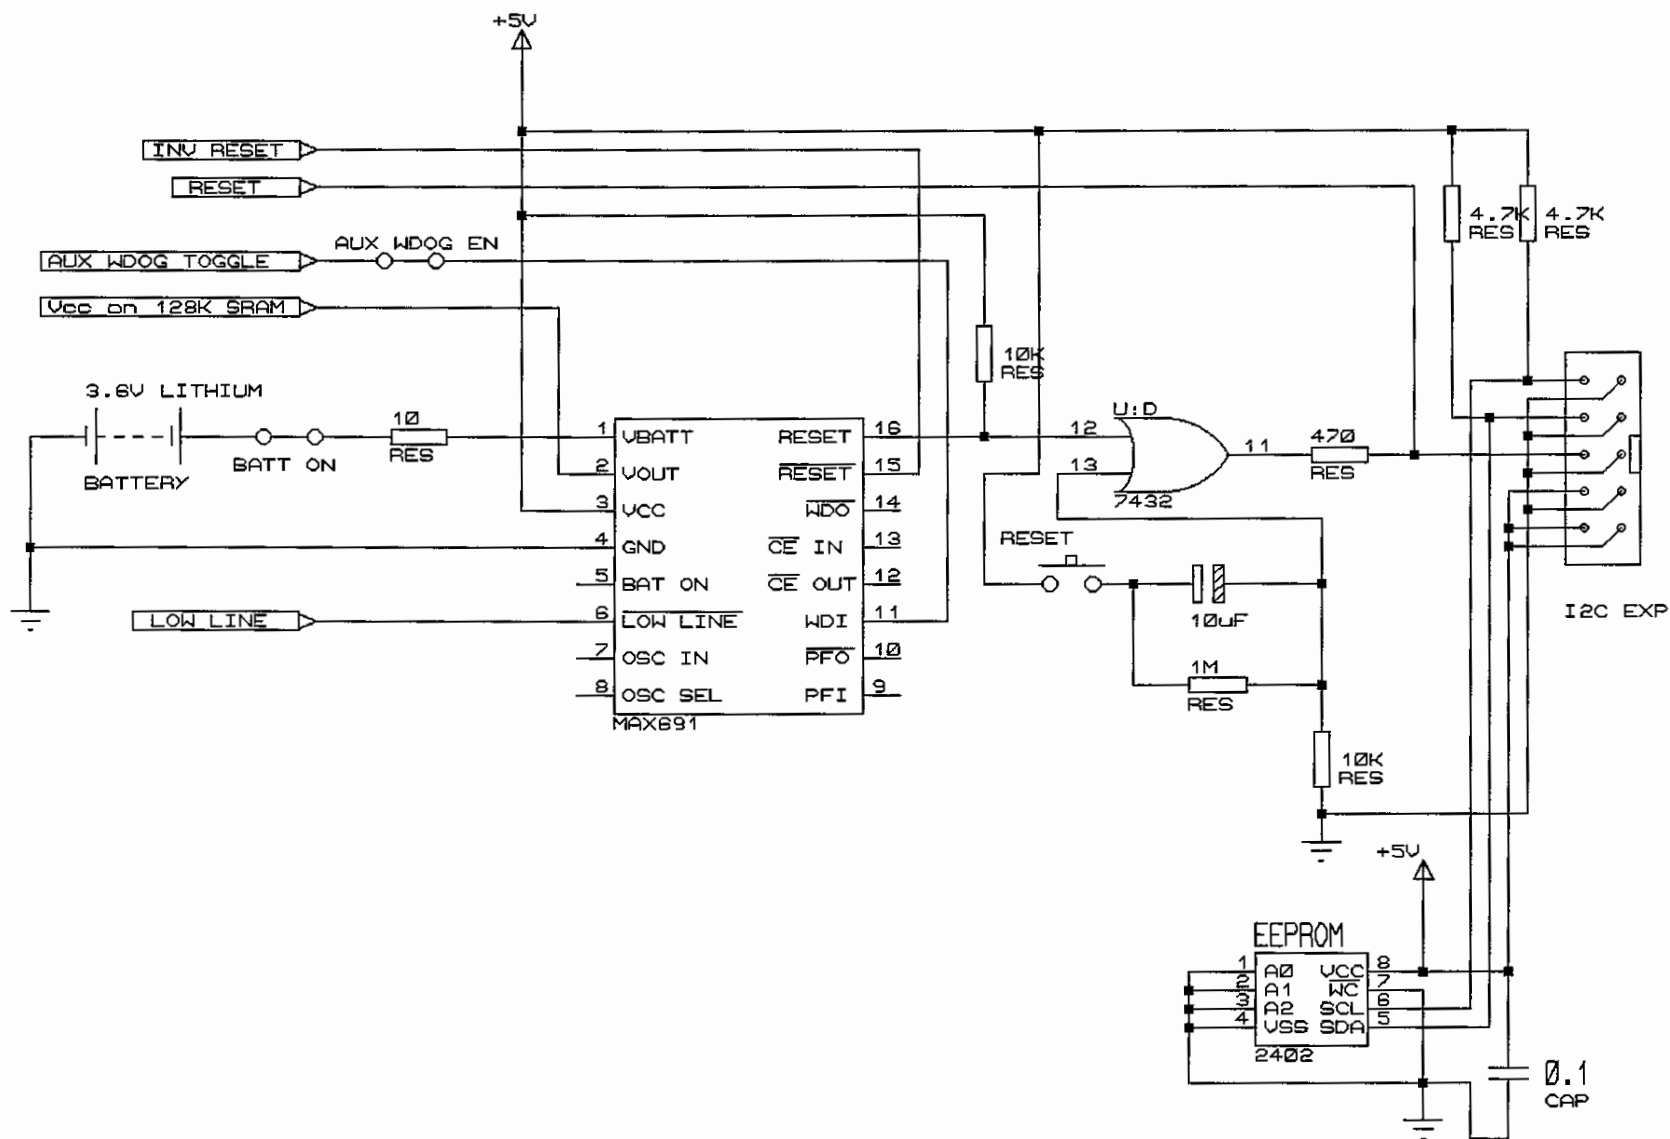 +5V
INV RESET
RESET
AUX WDOG EN
AUX WDOG TOGGLE
Vcc on 128K SRAM
4.7K
RES
4.7K
RES
10K
RES
3.6V LITHIUM
BATTERY
BATT ON
10
RES
1 VBATT RESET 16
2 VOUT RESET 15
3 VCC WDO 14
4 GND CE IN 13
5 BAT ON CE OUT 12
6 LOW LINE WDI 11
7 OSC IN PFO 10
8 OSC SEL PFI 9
MAX691
LOW LINE
U:D
12
13
11
7432
470
RES
RESET
10uF
1M
RES
10K
RES
I2C EXP
+5V
EEPROM
1 A0 VCC 8
2 A1 WC 7
3 A2 SCL 6
4 VSS SDA 5
2402
0.1
CAP